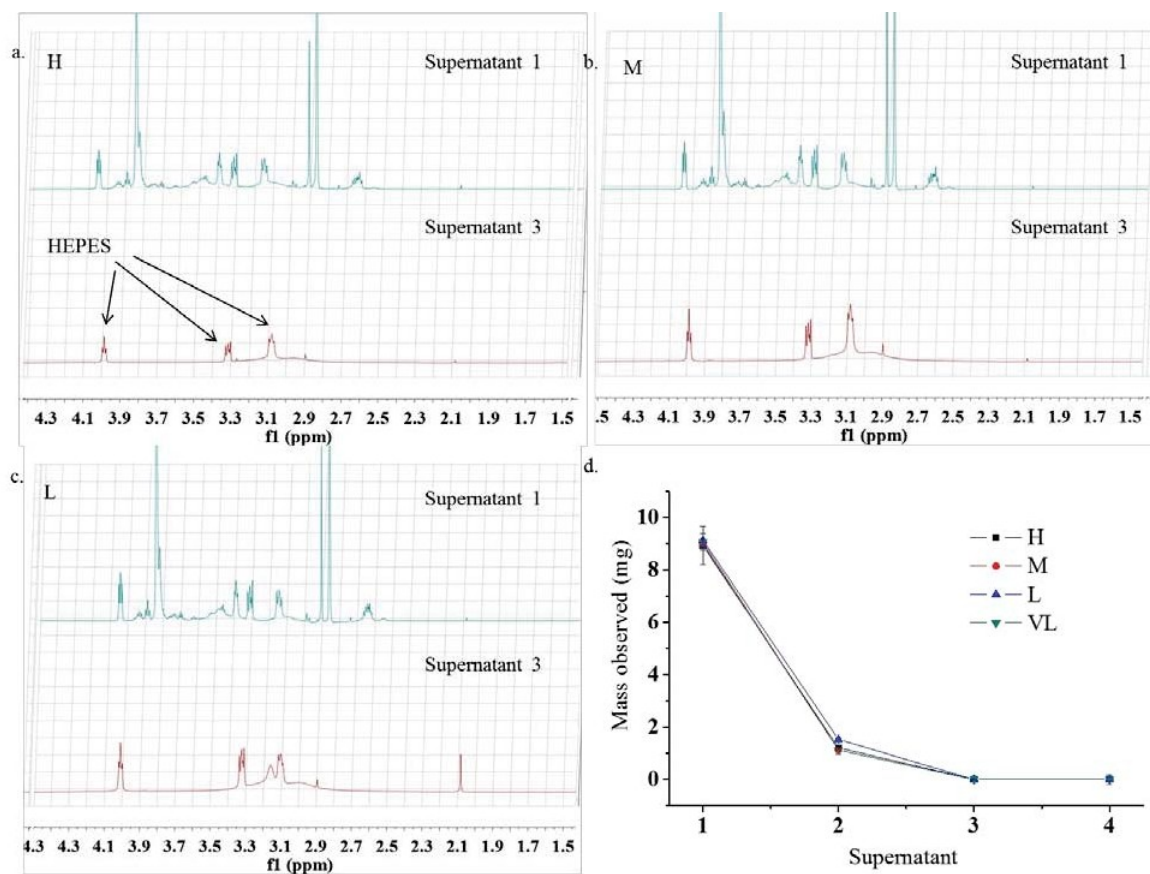 a.
H
Supernatant 1
Supernatant 3
HEPES
4.3 4.1 3.9 3.7 3.5 3.3 3.1 2.9 2.7 2.5 2.3 2.1 1.9 1.7 1.5
f1 (ppm)
b.
M
Supernatant 1
Supernatant 3
.5 4.3 4.1 3.9 3.7 3.5 3.3 3.1 2.9 2.7 2.5 2.3 2.1 1.9 1.7 1.5
f1 (ppm)
c.
L
Supernatant 1
Supernatant 3
4.3 4.1 3.9 3.7 3.5 3.3 3.1 2.9 2.7 2.5 2.3 2.1 1.9 1.7 1.5
f1 (ppm)
d.
Mass observed (mg)
10
8
6
4
2
0
H
M
L
VL
1 2 3 4
Supernatant